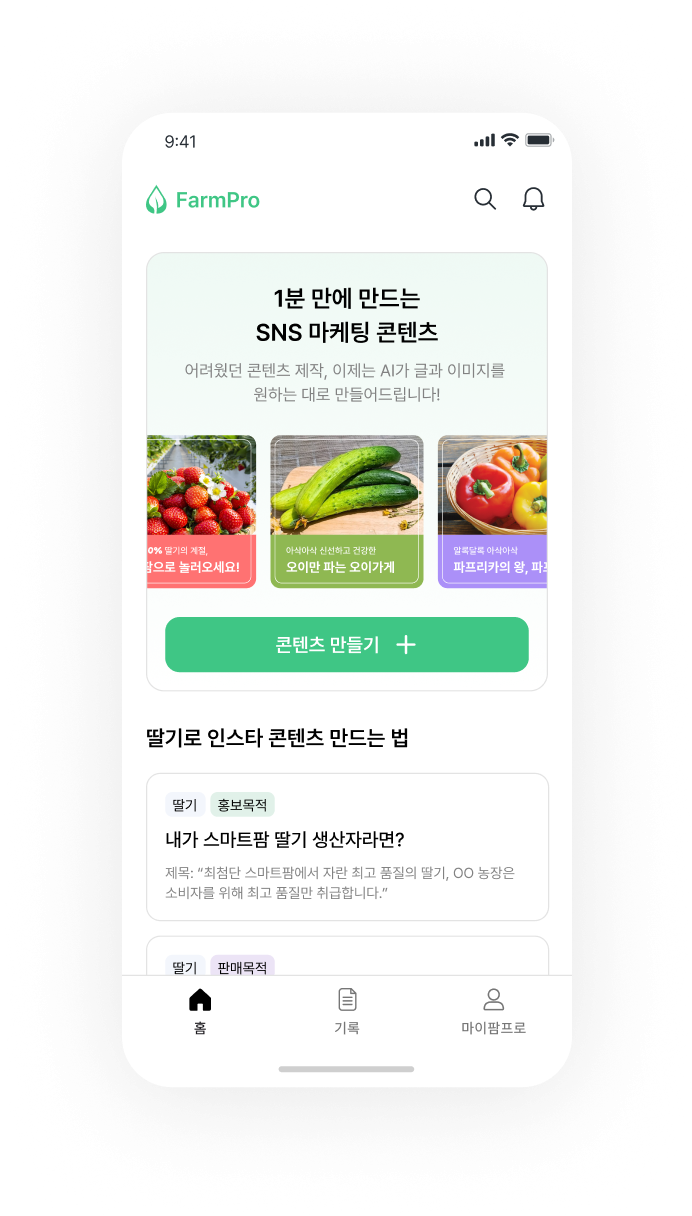 9:41
FarmPro
1분 만에 만드는
SNS 마케팅 콘텐츠
어려웠던 콘텐츠 제작, 이제는 AI가 글과 이미지를
원하는 대로 만들어드립니다!
0% 딸기의 계절,
으로 놀러오세요!
아삭아삭 신선하고 건강한
오이만 파는 오이가게
알록달록 아삭아삭
파프리카의 왕, 파
콘텐츠 만들기
딸기로 인스타 콘텐츠 만드는 법
딸기 홍보목적
내가 스마트팜 딸기 생산자라면?
제목: “최첨단 스마트팜에서 자란 최고 품질의 딸기, OO 농장은
소비자를 위해 최고 품질만 취급합니다.”
딸기 판매목적
홈 기록 마이팜프로